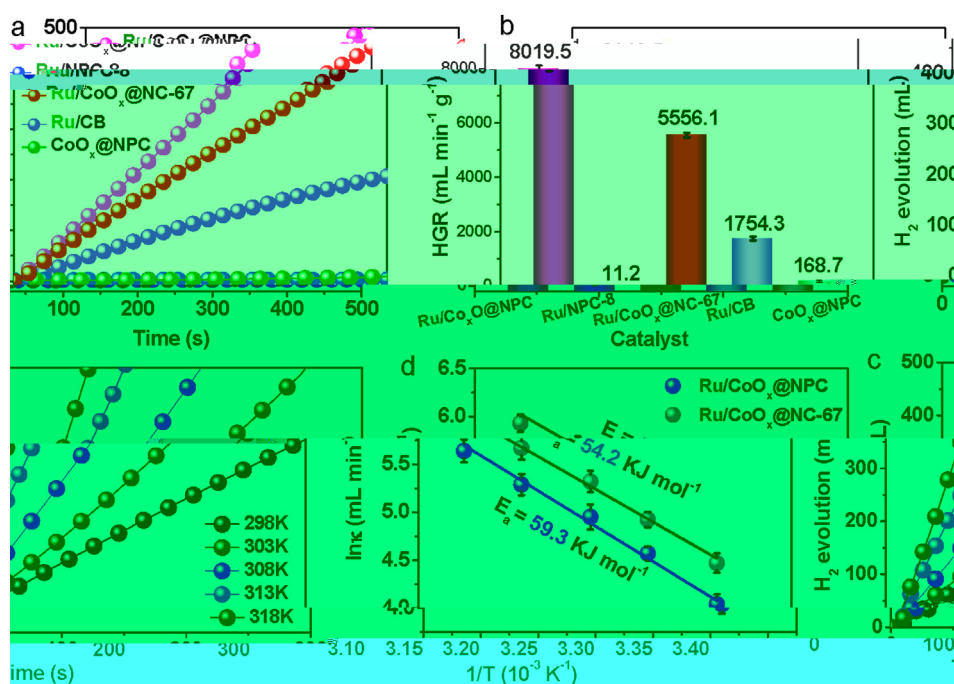 a
500
b
Ru/CoOx@NPC
8019.5
Ru/NPC-8
8000
400
Ru/CoOx@NC-67
Ru/CB
CoOx@NPC
HGR (mL min-1 g-1)
6000
4000
2000
0
5556.1
1754.3
168.7
11.2
H2 evolution (mL)
300
200
100
0
0
100
200
300
400
500
Time (s)
Ru/CoxO@NPC
Ru/NPC-8
Ru/CoOx@NC-67
Ru/CB
CoOx@NPC
Catalyst
d
6.5
6.0
5.5
5.0
4.5
4.0
lnκ (mL min
Ru/CoOx@NPC
Ru/CoOx@NC-67
54.2 KJ mol-1
Ea = 59.3 KJ mol-1
298K
303K
308K
313K
318K
100
200
300
ime (s)
3.10
3.15
3.20
3.25
3.30
3.35
3.40
1/T (10-3 K-1)
c
500
400
300
200
100
0
H2 evolution (m
L)
0
100